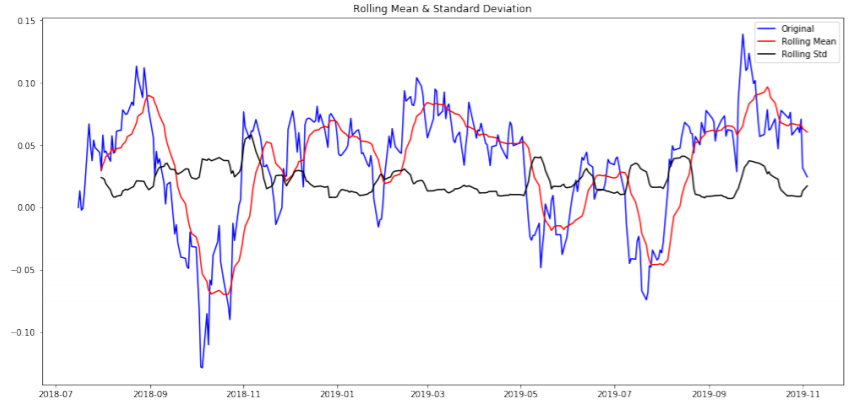 Rolling Mean & Standard Deviation
Original
Rolling Mean
Rolling Std
0.15
0.10
0.05
0.00
−0.05
−0.10
2018-07 2018-09 2018-11 2019-01 2019-03 2019-05 2019-07 2019-09 2019-11